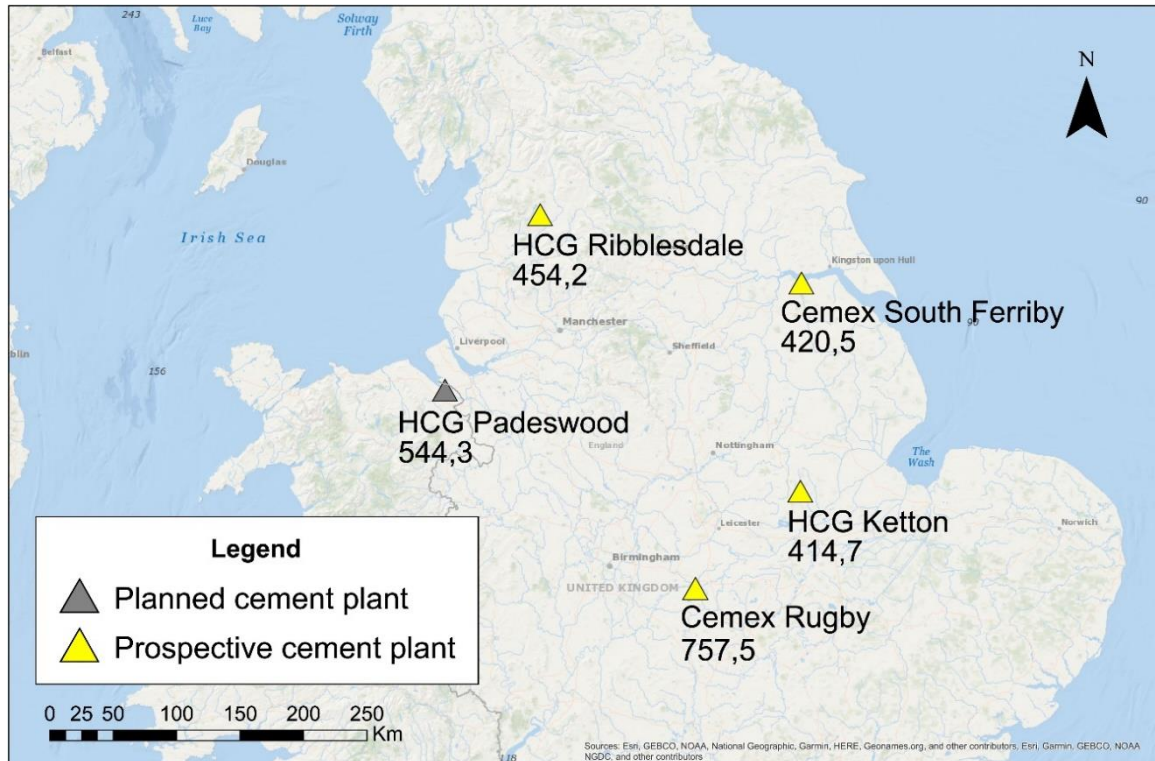 243
Luce
Bay
Solway
Firth
Belfast
N
Douglas
90
Irish Sea
HCG Ribblesdale
454,2
Kingston upon Hull
Cemex South Ferriby
420,5
90
Manchester
Liverpool
Sheffield
156
HCG Padeswood
544,3
England
Nottingham
The
Wash
HCG Ketton
414,7
Leicester
Norwich
Birmingham
UNITED KINGDOM
Cemex Rugby
757,5
Legend
Planned cement plant
Prospective cement plant
0 25 50 100 150 200 250
Km
118
Sources: Esri, GEBCO, NOAA, National Geographic, Garmin, HERE, Geonames.org, and other contributors, Esri, Garmin, GEBCO, NOAA
NGDC, and other contributors